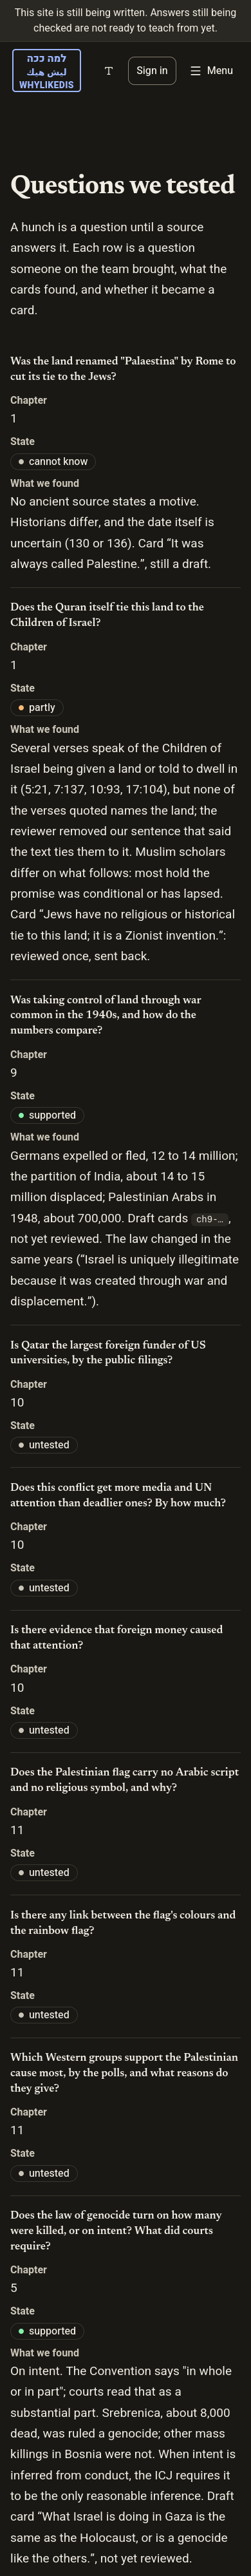 This site is still being written. Answers still being
checked are not ready to teach from yet.
למה ככה
ليش هيك
WHYLIKEDIS
T
Sign in
Menu
Questions we tested
A hunch is a question until a source
answers it. Each row is a question
someone on the team brought, what the
cards found, and whether it became a
card.
Was the land renamed "Palaestina" by Rome to
cut its tie to the Jews?
Chapter
1
State
cannot know
What we found
No ancient source states a motive.
Historians differ, and the date itself is
uncertain (130 or 136). Card “It was
always called Palestine.”, still a draft.
Does the Quran itself tie this land to the
Children of Israel?
Chapter
1
State
partly
What we found
Several verses speak of the Children of
Israel being given a land or told to dwell in
it (5:21, 7:137, 10:93, 17:104), but none of
the verses quoted names the land; the
reviewer removed our sentence that said
the text ties them to it. Muslim scholars
differ on what follows: most hold the
promise was conditional or has lapsed.
Card “Jews have no religious or historical
tie to this land; it is a Zionist invention.”:
reviewed once, sent back.
Was taking control of land through war
common in the 1940s, and how do the
numbers compare?
Chapter
9
State
supported
What we found
Germans expelled or fled, 12 to 14 million;
the partition of India, about 14 to 15
million displaced; Palestinian Arabs in
1948, about 700,000. Draft cards ch9-… ,
not yet reviewed. The law changed in the
same years (“Israel is uniquely illegitimate
because it was created through war and
displacement.”).
Is Qatar the largest foreign funder of US
universities, by the public filings?
Chapter
10
State
untested
Does this conflict get more media and UN
attention than deadlier ones? By how much?
Chapter
10
State
untested
Is there evidence that foreign money caused
that attention?
Chapter
10
State
untested
Does the Palestinian flag carry no Arabic script
and no religious symbol, and why?
Chapter
11
State
untested
Is there any link between the flag's colours and
the rainbow flag?
Chapter
11
State
untested
Which Western groups support the Palestinian
cause most, by the polls, and what reasons do
they give?
Chapter
11
State
untested
Does the law of genocide turn on how many
were killed, or on intent? What did courts
require?
Chapter
5
State
supported
What we found
On intent. The Convention says "in whole
or in part"; courts read that as a
substantial part. Srebrenica, about 8,000
dead, was ruled a genocide; other mass
killings in Bosnia were not. When intent is
inferred from conduct, the ICJ requires it
to be the only reasonable inference. Draft
card “What Israel is doing in Gaza is the
same as the Holocaust, or is a genocide
like the others.”, not yet reviewed.